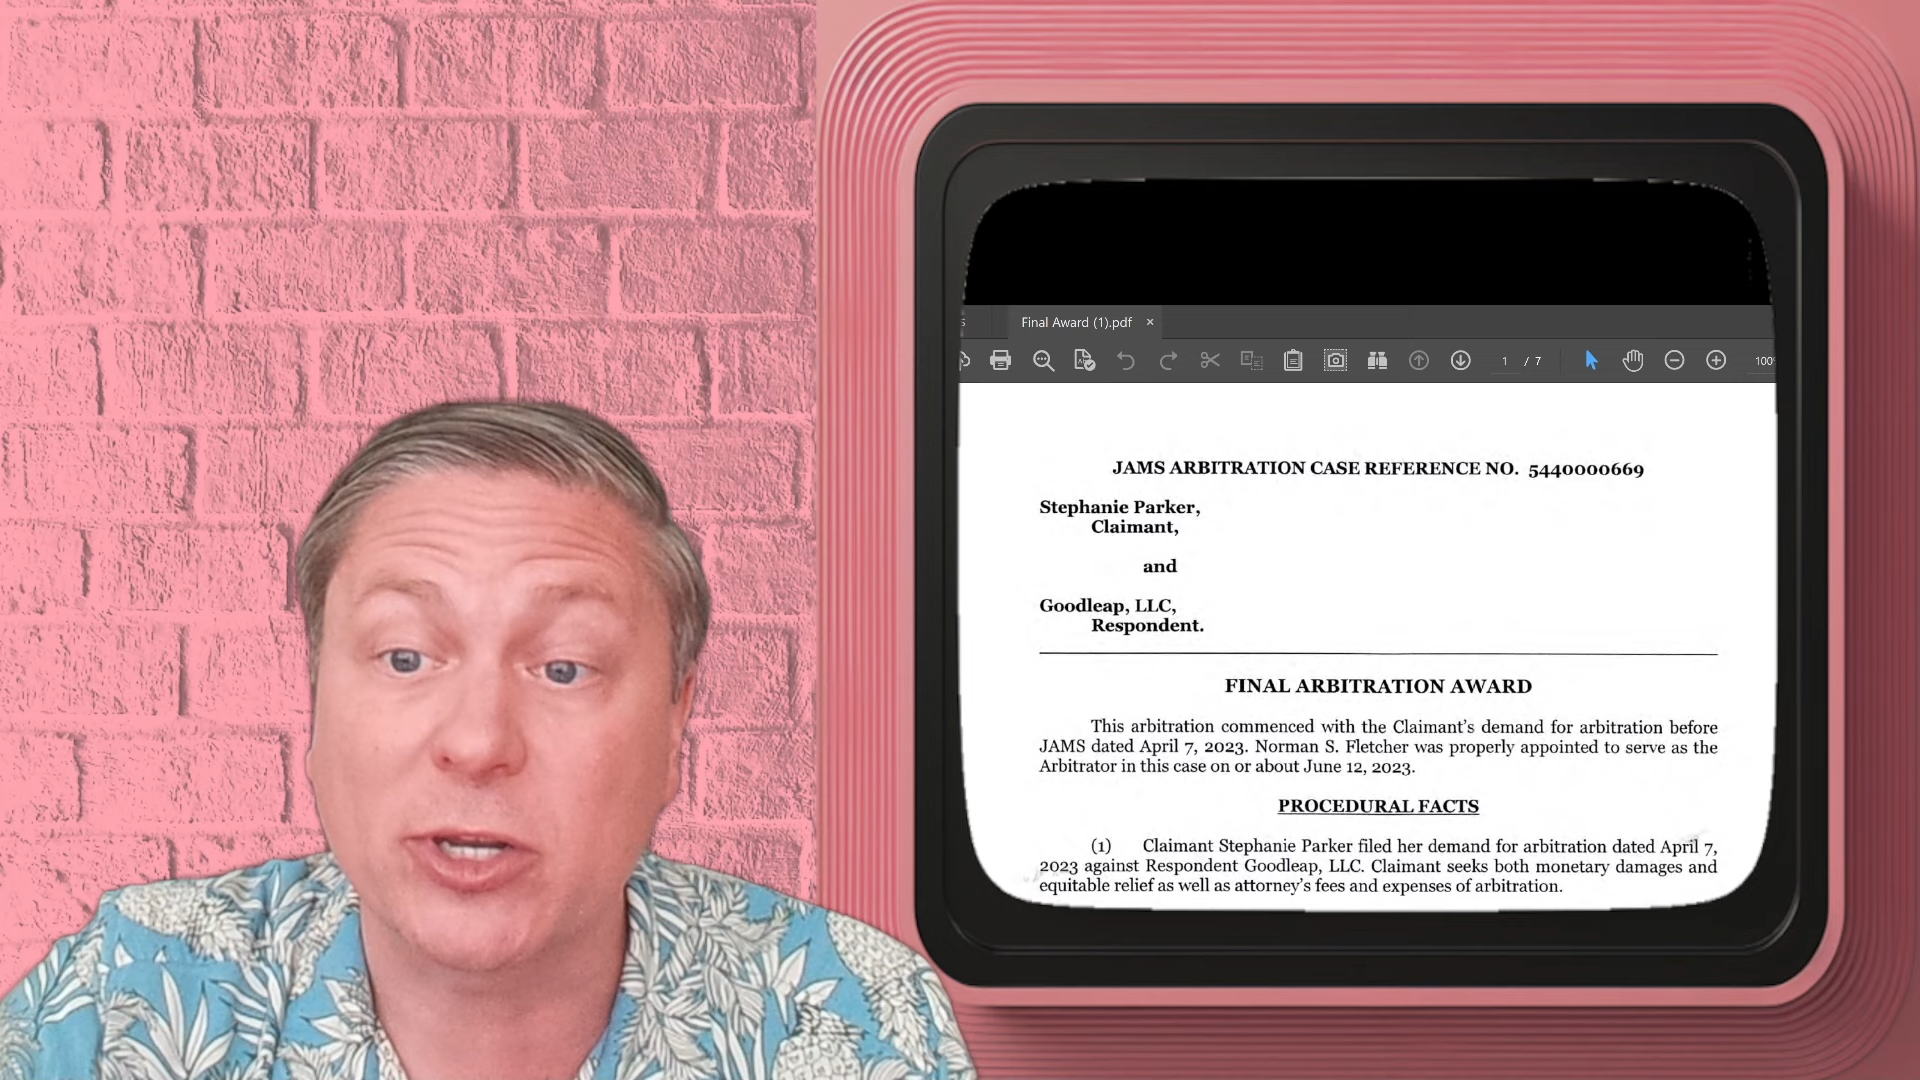 Final Award (1).pdf
1 / 7
100
JAMS ARBITRATION CASE REFERENCE NO. 5440000669
Stephanie Parker,
Claimant,
and
Goodleap, LLC,
Respondent.
FINAL ARBITRATION AWARD
This arbitration commenced with the Claimant's demand for arbitration before
JAMS dated April 7, 2023. Norman S. Fletcher was properly appointed to serve as the
Arbitrator in this case on or about June 12, 2023.
PROCEDURAL FACTS
(1) Claimant Stephanie Parker filed her demand for arbitration dated April 7,
2023 against Respondent Goodleap, LLC. Claimant seeks both monetary damages and
equitable relief as well as attorney's fees and expenses of arbitration.